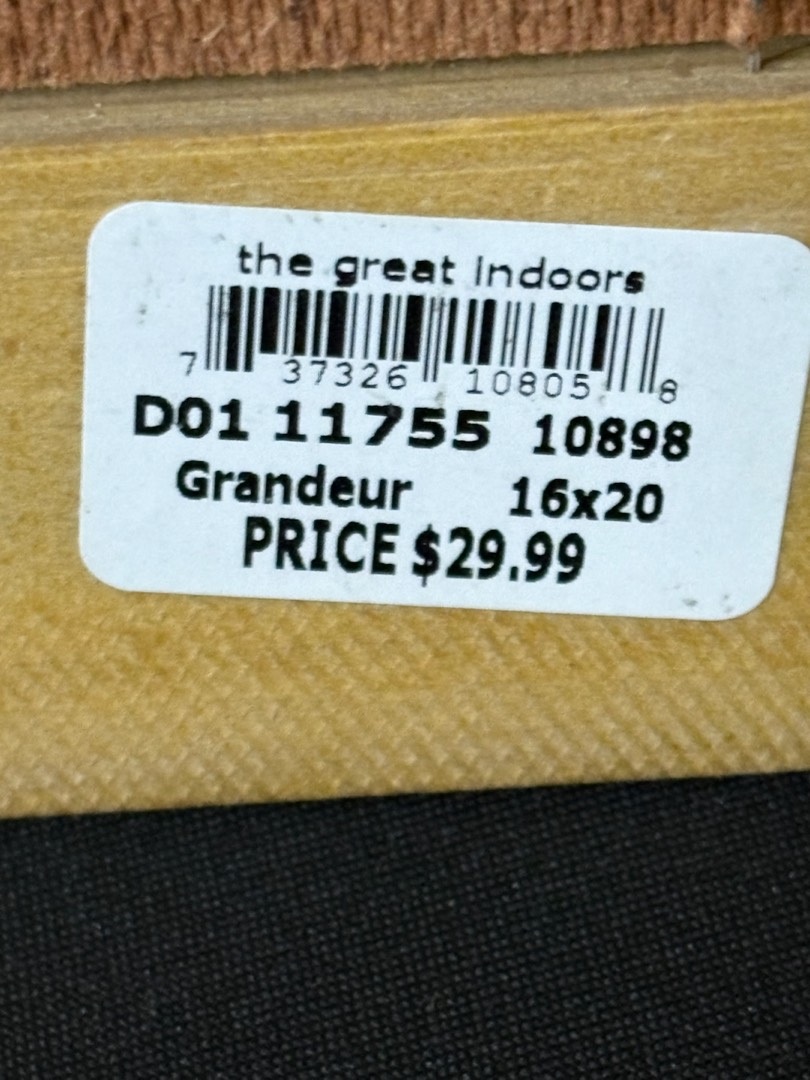 the great Indoors
7 37326 10805 8
D01 11755 10898
Grandeur 16x20
PRICE $29.99